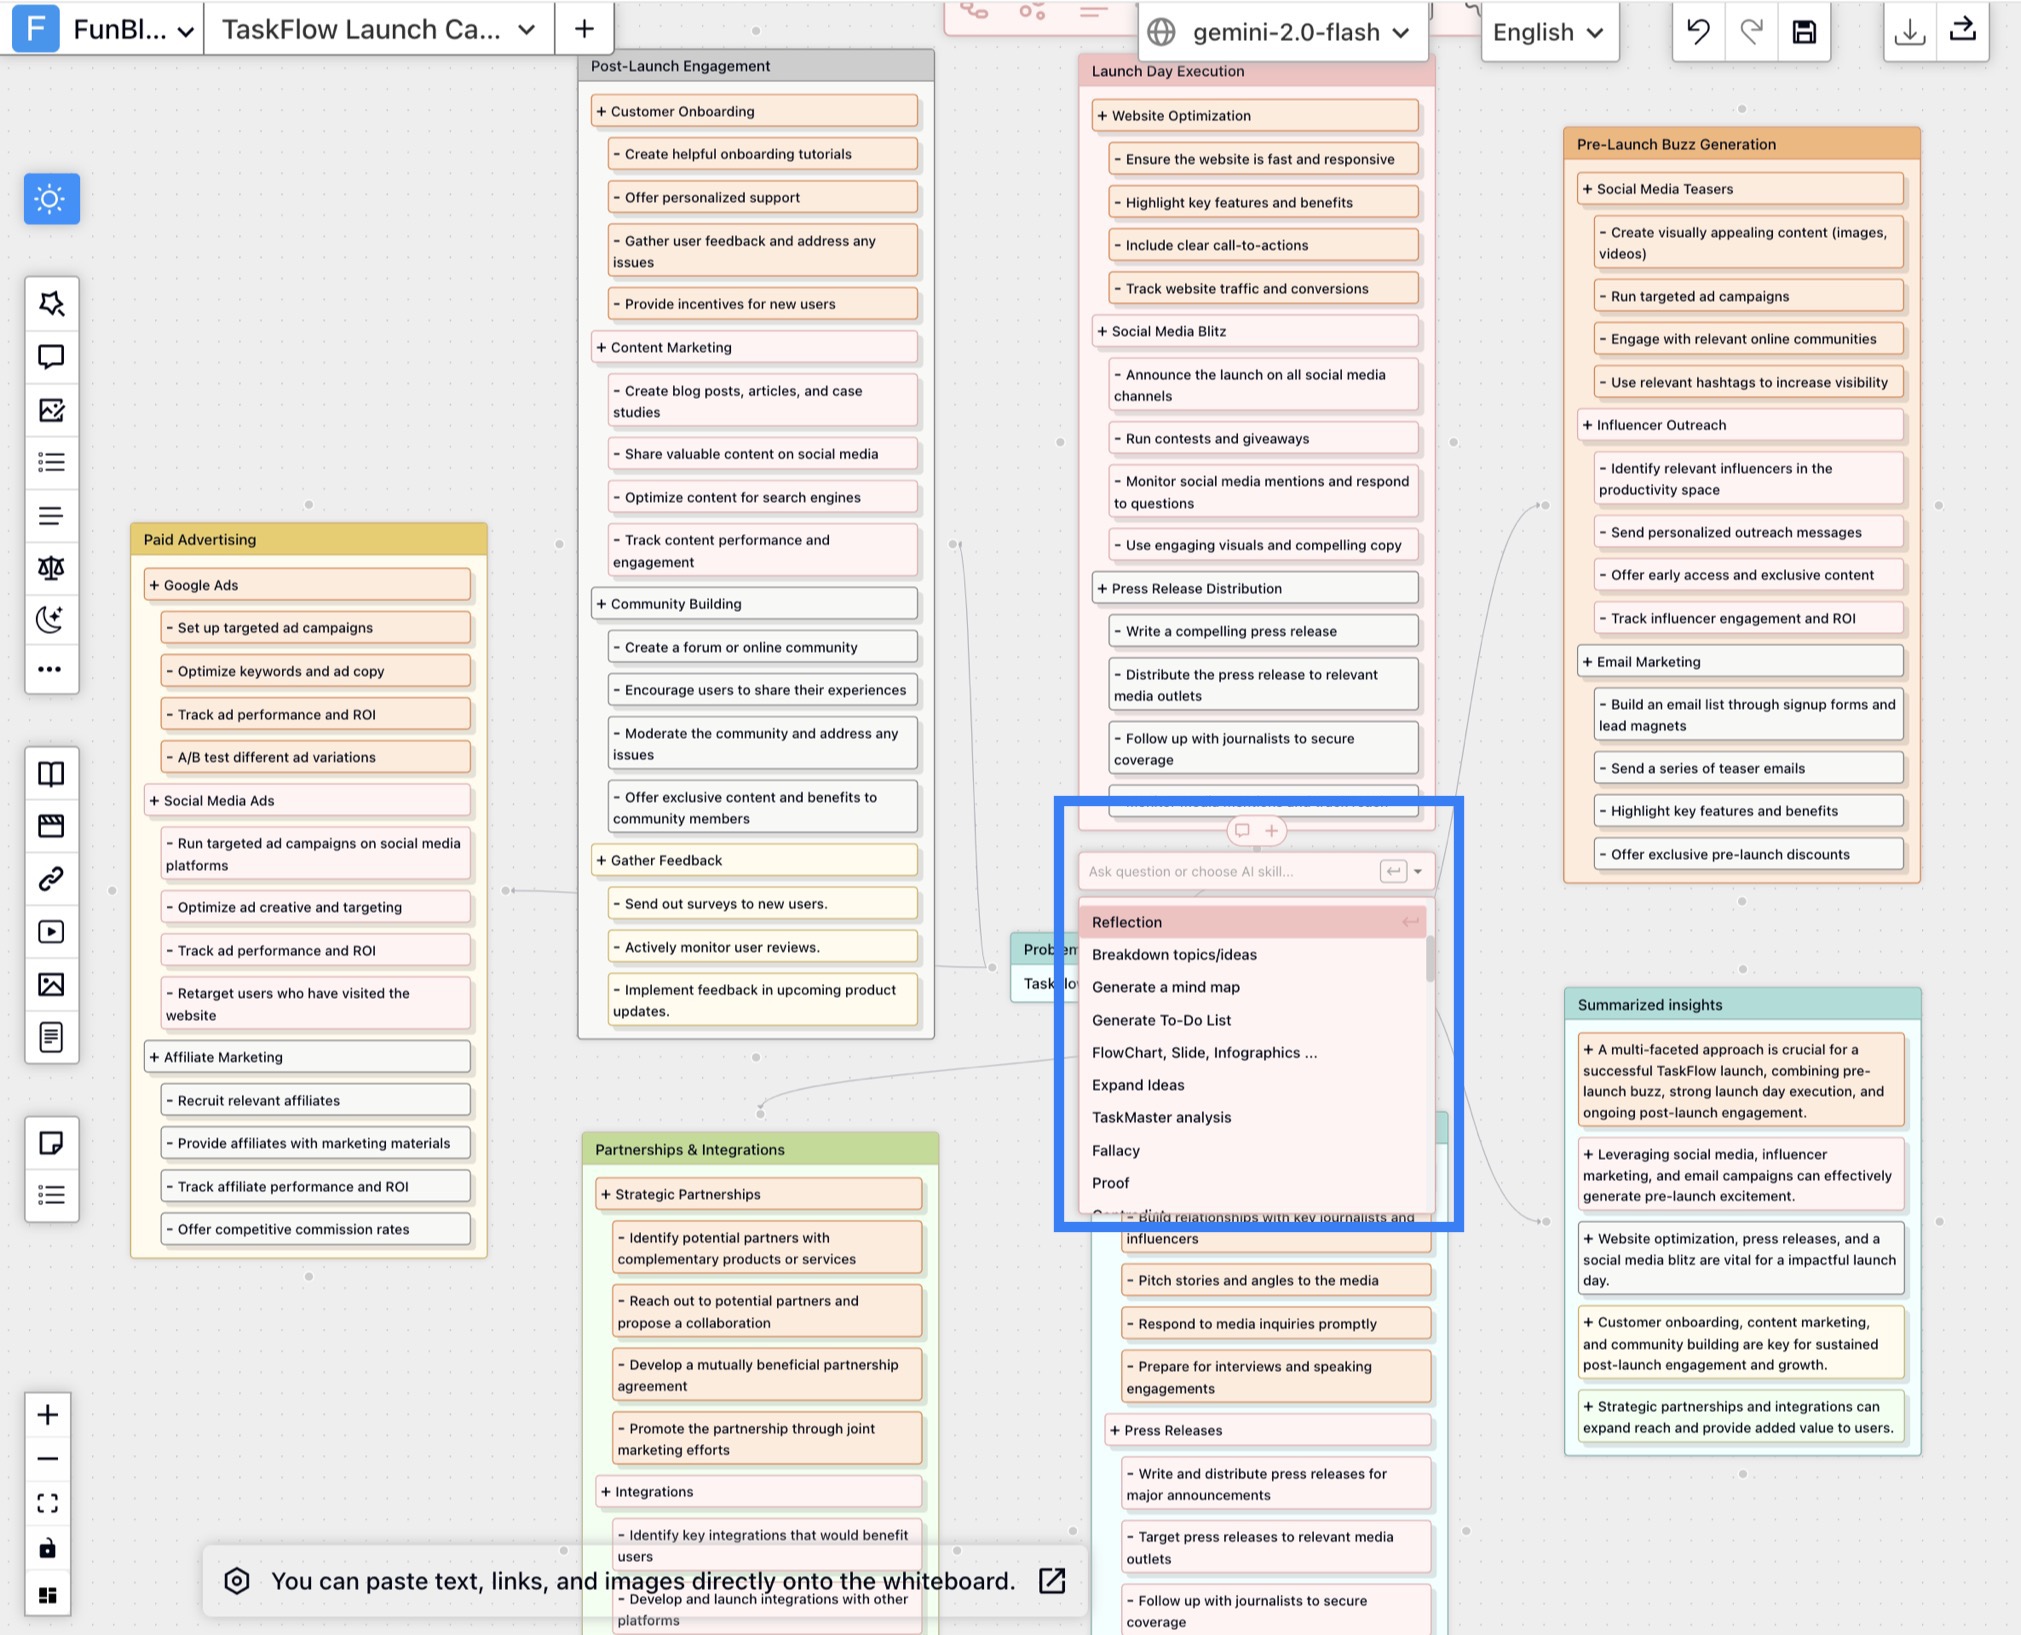 F FunBl...
TaskFlow Launch Ca...
gemini-2.0-flash
English
Post-Launch Engagement
+ Customer Onboarding
- Create helpful onboarding tutorials
- Offer personalized support
- Gather user feedback and address any
issues
- Provide incentives for new users
+ Content Marketing
- Create blog posts, articles, and case
studies
- Share valuable content on social media
- Optimize content for search engines
- Track content performance and
engagement
+ Community Building
- Create a forum or online community
- Encourage users to share their experiences
- Moderate the community and address any
issues
- Offer exclusive content and benefits to
community members
+ Gather Feedback
- Send out surveys to new users.
- Actively monitor user reviews.
- Implement feedback in upcoming product
updates.
Launch Day Execution
+ Website Optimization
- Ensure the website is fast and responsive
- Highlight key features and benefits
- Include clear call-to-actions
- Track website traffic and conversions
+ Social Media Blitz
- Announce the launch on all social media
channels
- Run contests and giveaways
- Monitor social media mentions and respond
to questions
- Use engaging visuals and compelling copy
+ Press Release Distribution
- Write a compelling press release
- Distribute the press release to relevant
media outlets
- Follow up with journalists to secure
coverage
Ask question or choose AI skill...
Reflection
Breakdown topics/ideas
Generate a mind map
Generate To-Do List
FlowChart, Slide, Infographics ...
Expand Ideas
TaskMaster analysis
Fallacy
Proof
- Build relationships with key journalists and
influencers
- Pitch stories and angles to the media
- Respond to media inquiries promptly
- Prepare for interviews and speaking
engagements
+ Press Releases
- Write and distribute press releases for
major announcements
- Target press releases to relevant media
outlets
- Follow up with journalists to secure
coverage
Pre-Launch Buzz Generation
+ Social Media Teasers
- Create visually appealing content (images,
videos)
- Run targeted ad campaigns
- Engage with relevant online communities
- Use relevant hashtags to increase visibility
+ Influencer Outreach
- Identify relevant influencers in the
productivity space
- Send personalized outreach messages
- Offer early access and exclusive content
- Track influencer engagement and ROI
+ Email Marketing
- Build an email list through signup forms and
lead magnets
- Send a series of teaser emails
- Highlight key features and benefits
- Offer exclusive pre-launch discounts
Summarized insights
+ A multi-faceted approach is crucial for a
successful TaskFlow launch, combining pre-
launch buzz, strong launch day execution, and
ongoing post-launch engagement.
+ Leveraging social media, influencer
marketing, and email campaigns can effectively
generate pre-launch excitement.
+ Website optimization, press releases, and a
social media blitz are vital for a impactful launch
day.
+ Customer onboarding, content marketing,
and community building are key for sustained
post-launch engagement and growth.
+ Strategic partnerships and integrations can
expand reach and provide added value to users.
Paid Advertising
+ Google Ads
- Set up targeted ad campaigns
- Optimize keywords and ad copy
- Track ad performance and ROI
- A/B test different ad variations
+ Social Media Ads
- Run targeted ad campaigns on social media
platforms
- Optimize ad creative and targeting
- Track ad performance and ROI
- Retarget users who have visited the
website
+ Affiliate Marketing
- Recruit relevant affiliates
- Provide affiliates with marketing materials
- Track affiliate performance and ROI
- Offer competitive commission rates
Partnerships & Integrations
+ Strategic Partnerships
- Identify potential partners with
complementary products or services
- Reach out to potential partners and
propose a collaboration
- Develop a mutually beneficial partnership
agreement
- Promote the partnership through joint
marketing efforts
+ Integrations
- Identify key integrations that would benefit
users
- Develop and launch integrations with other
platforms
You can paste text, links, and images directly onto the whiteboard.